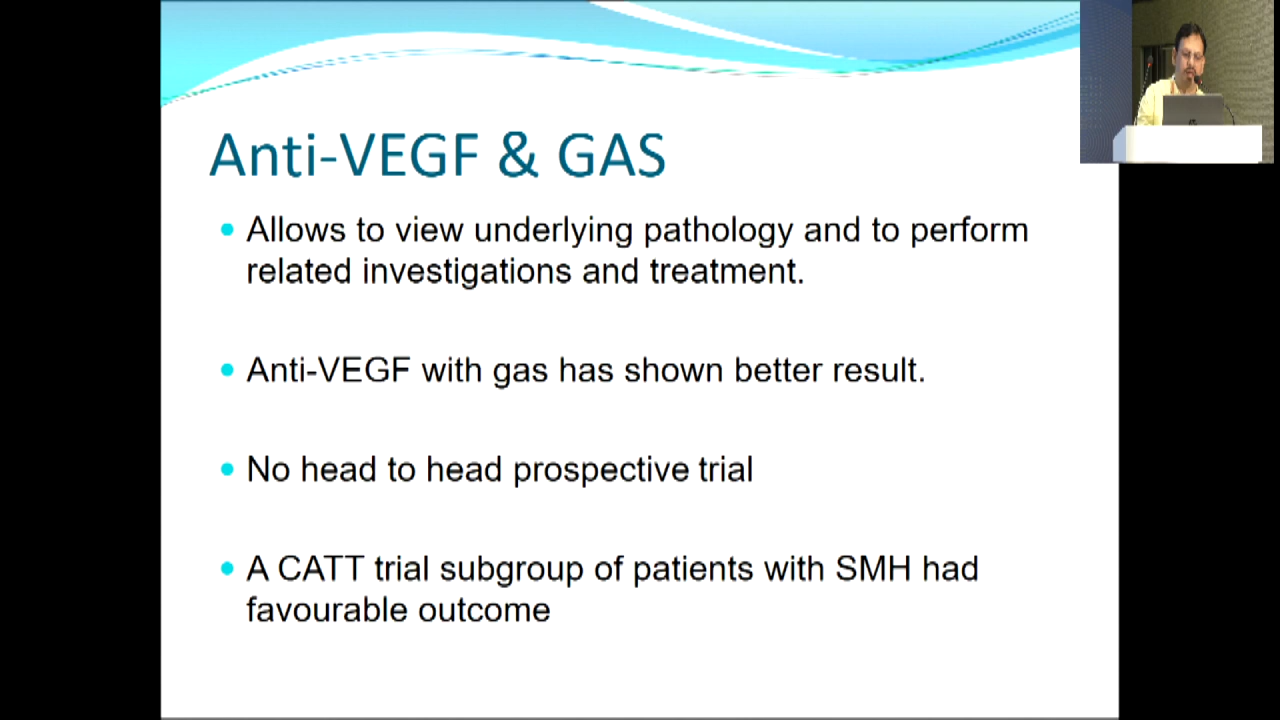 Anti-VEGF & GAS
Allows to view underlying pathology and to perform
related investigations and treatment.
Anti-VEGF with gas has shown better result.
No head to head prospective trial
A CATT trial subgroup of patients with SMH had
favourable outcome